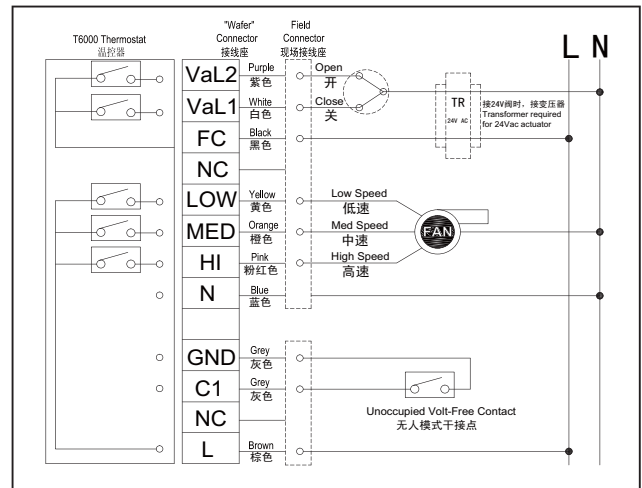 "Wafer"
Connector
接线座
Field
Connector
现场接线座
T6000 Thermostat
温控器
L N
VaL2
Purple
紫色
Open
开
VaL1
White
白色
Close
关
TR
24V AC
接24V阀时，接变压器
Transformer required
for 24Vac actuator
FC
Black
黑色
NC
LOW
Yellow
黄色
Low Speed
低速
MED
Orange
橙色
Med Speed
中速
FAN
HI
Pink
粉红色
High Speed
高速
N
Blue
蓝色
GND
Grey
灰色
C1
Grey
灰色
Unoccupied Volt-Free Contact
无人模式干接点
NC
L
Brown
棕色